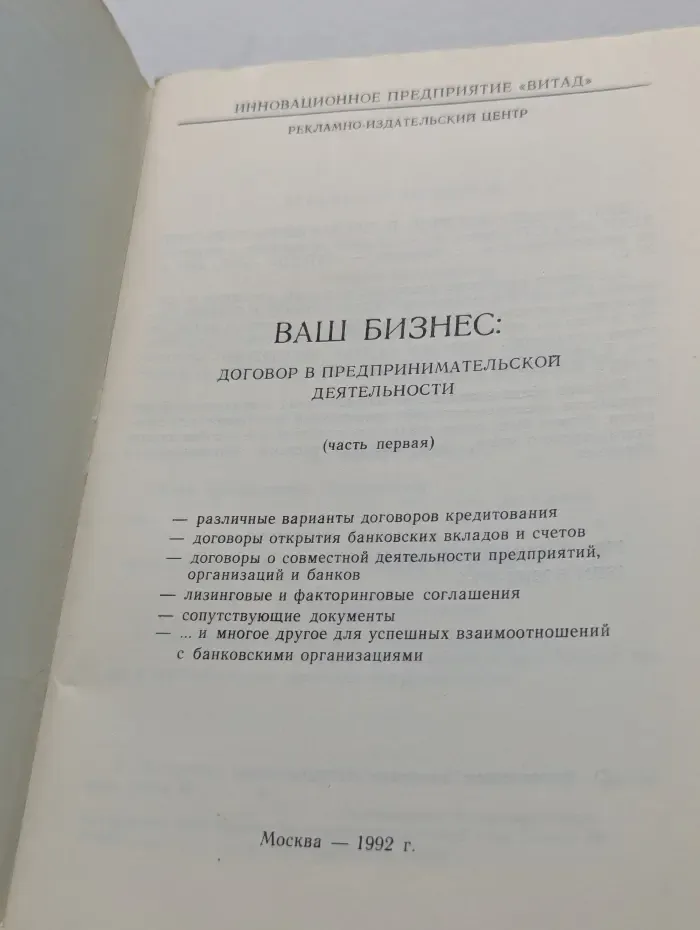 ИННОВАЦИОННОЕ ПРЕДПРИЯТИЕ «ВИТАД»
РЕКЛАМНО-ИЗДАТЕЛЬСКИЙ ЦЕНТР
ВАШ БИЗНЕС:
ДОГОВОР В ПРЕДПРИНИМАТЕЛЬСКОЙ
ДЕЯТЕЛЬНОСТИ
(часть первая)
— различные варианты договоров кредитования
— договоры открытия банковских вкладов и счетов
— договоры о совместной деятельности предприятий,
организаций и банков
— лизинговые и факторинговые соглашения
— сопутствующие документы
— ... и многое другое для успешных взаимоотношений
с банковскими организациями
Москва — 1992 г.